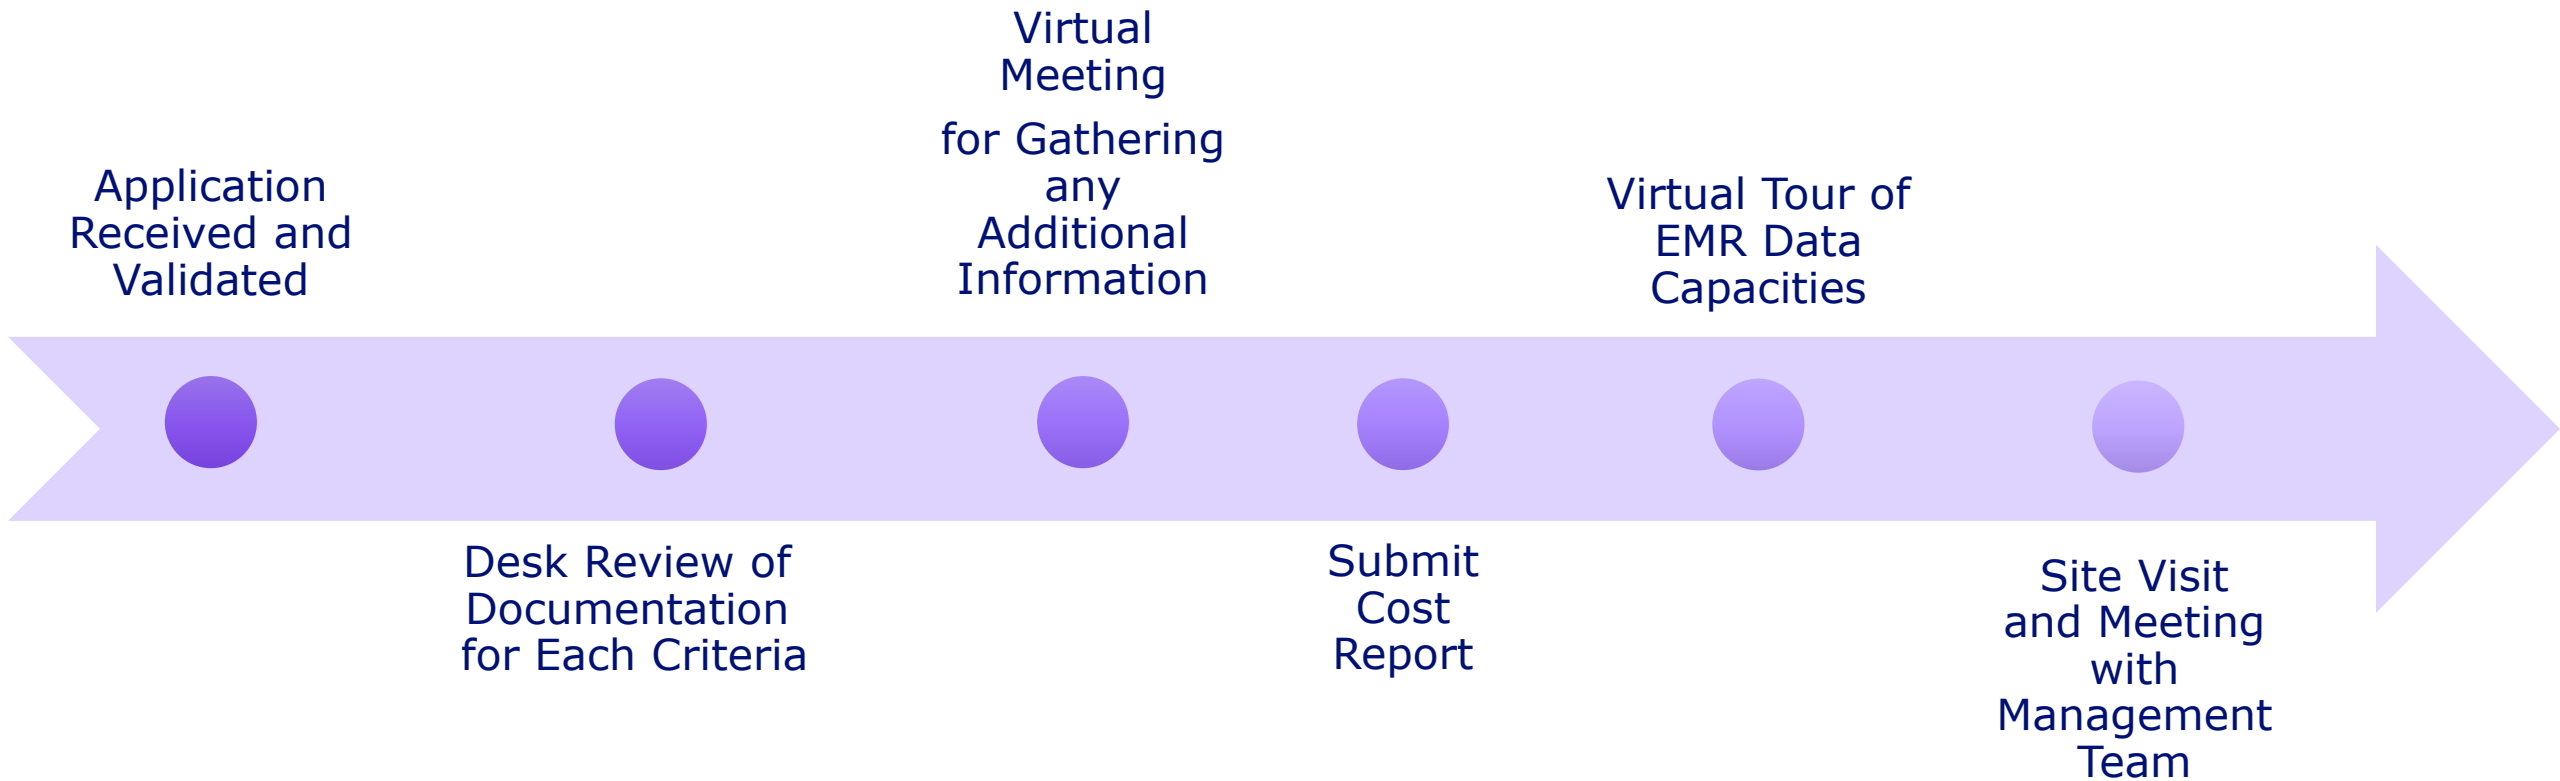 Application
Received and
Validated
Desk Review of
Documentation
for Each Criteria
Virtual
Meeting
for Gathering
any
Additional
Information
Submit
Cost
Report
Virtual Tour of
EMR Data
Capacities
Site Visit
and Meeting
with
Management
Team